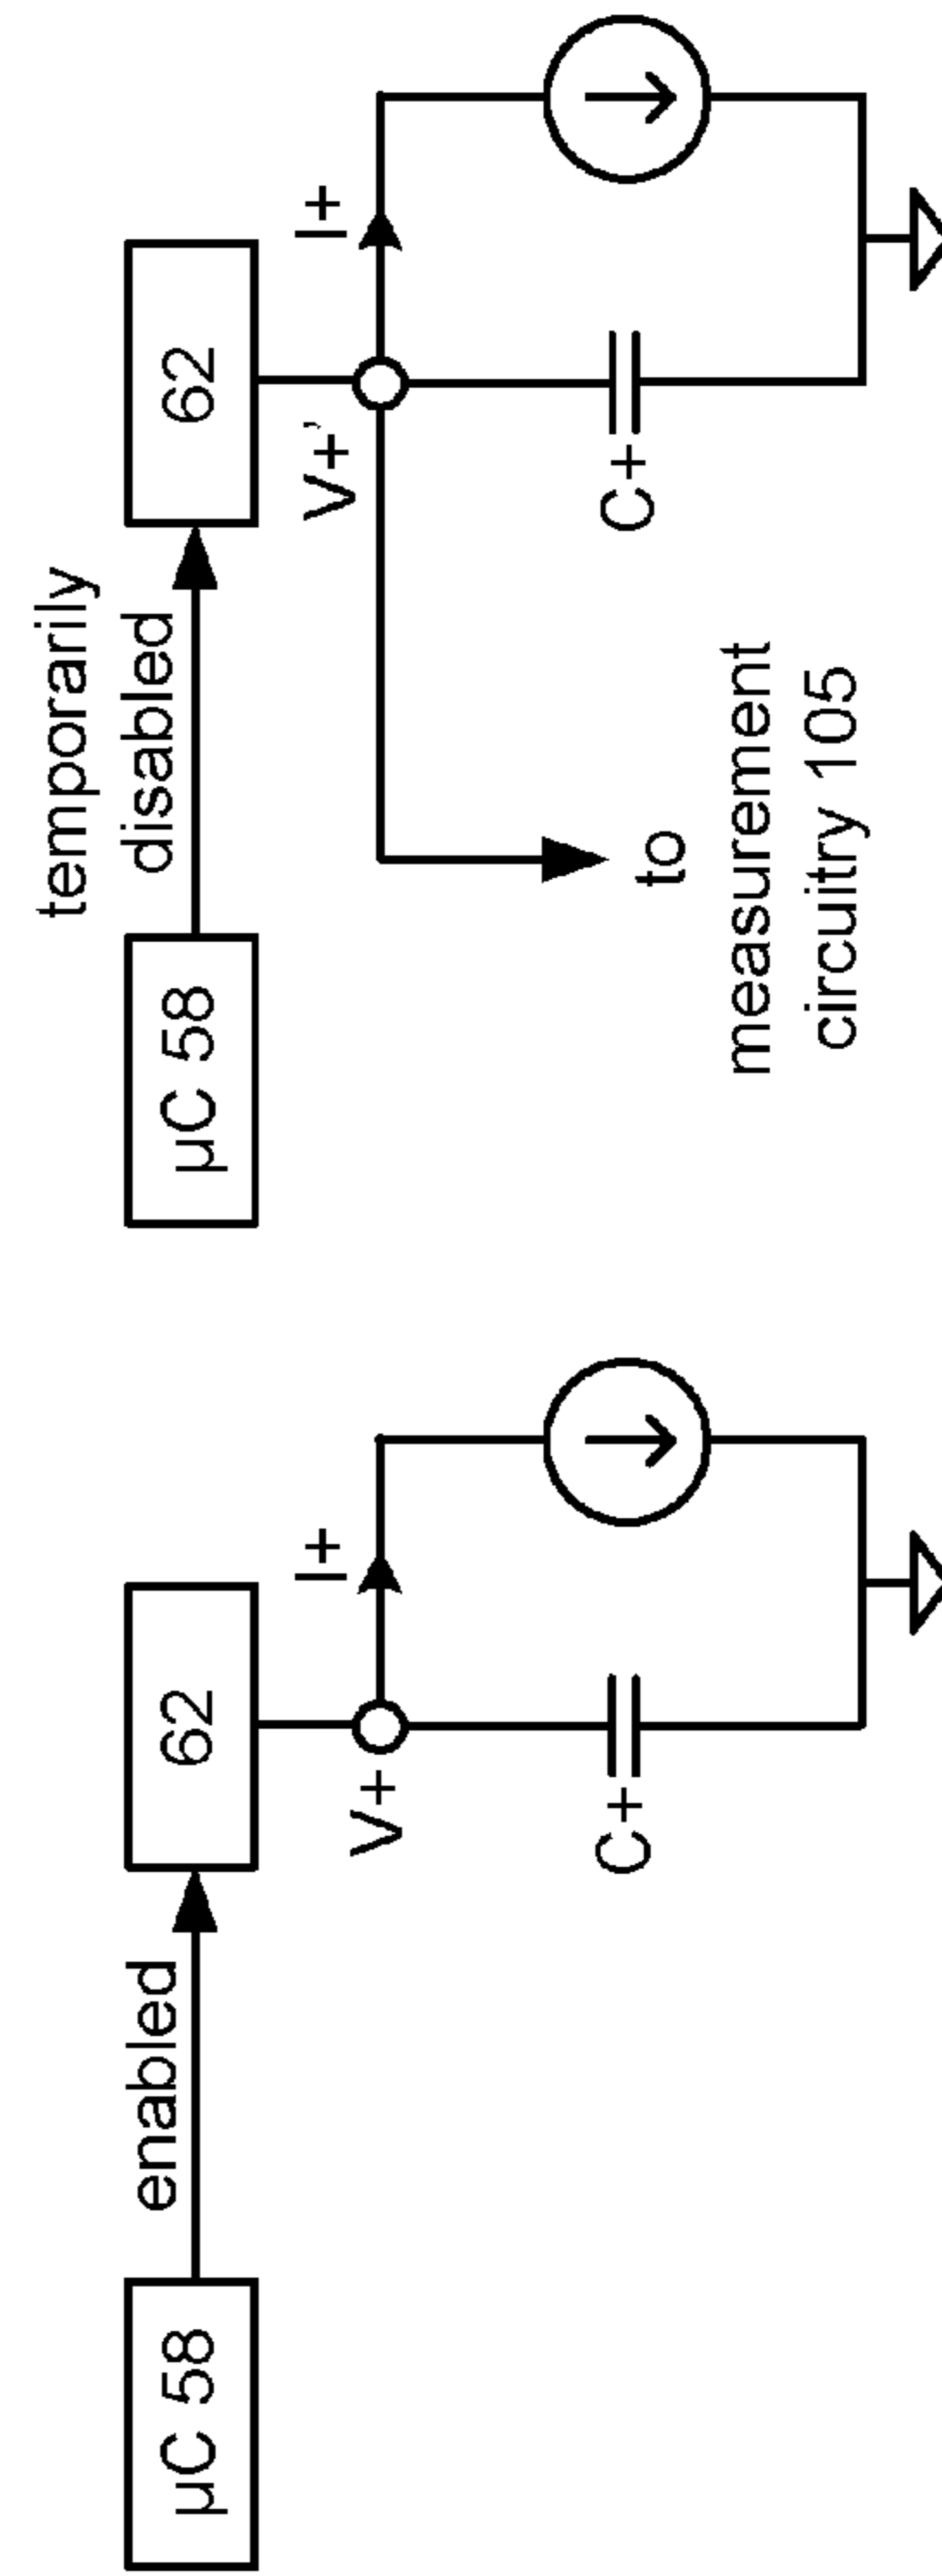 enabled
µC 58
62
I+
V+
C+
temporarily
disabled
µC 58
62
I+
V+'
C+
to
measurement
circuitry 105